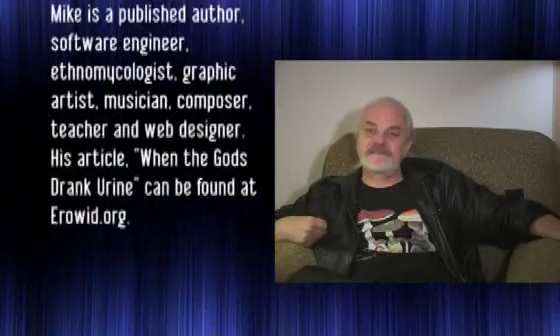 Mike is a published author,
software engineer,
ethnomycologist, graphic
artist, musician, composer,
teacher and web designer.
His article, "When the Gods
Drank Urine" can be found at
Erowid.org.